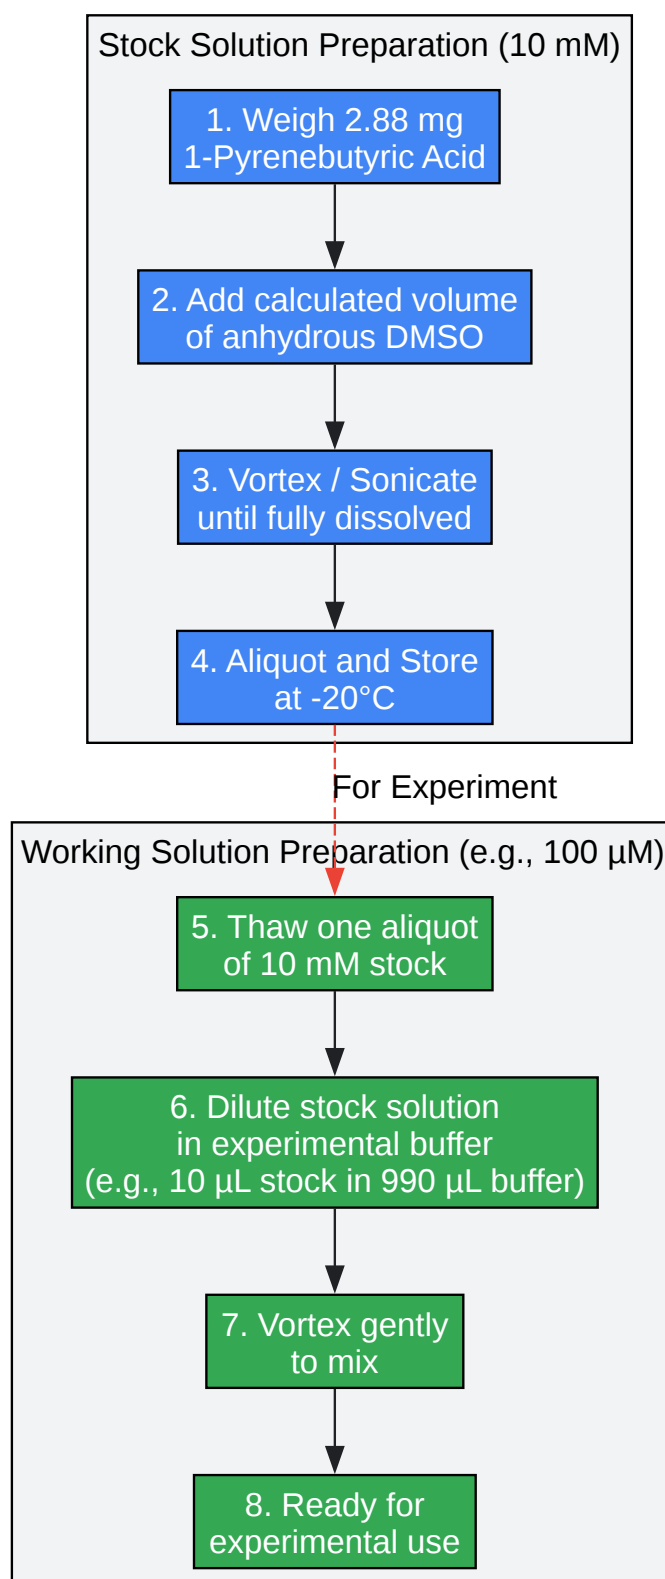 Stock Solution Preparation (10 mM)
1. Weigh 2.88 mg
1-Pyrenebutyric Acid
2. Add calculated volume
of anhydrous DMSO
3. Vortex / Sonicate
until fully dissolved
4. Aliquot and Store
at -20°C
For Experiment
Working Solution Preparation (e.g., 100 µM)
5. Thaw one aliquot
of 10 mM stock
6. Dilute stock solution
in experimental buffer
(e.g., 10 µL stock in 990 µL buffer)
7. Vortex gently
to mix
8. Ready for
experimental use